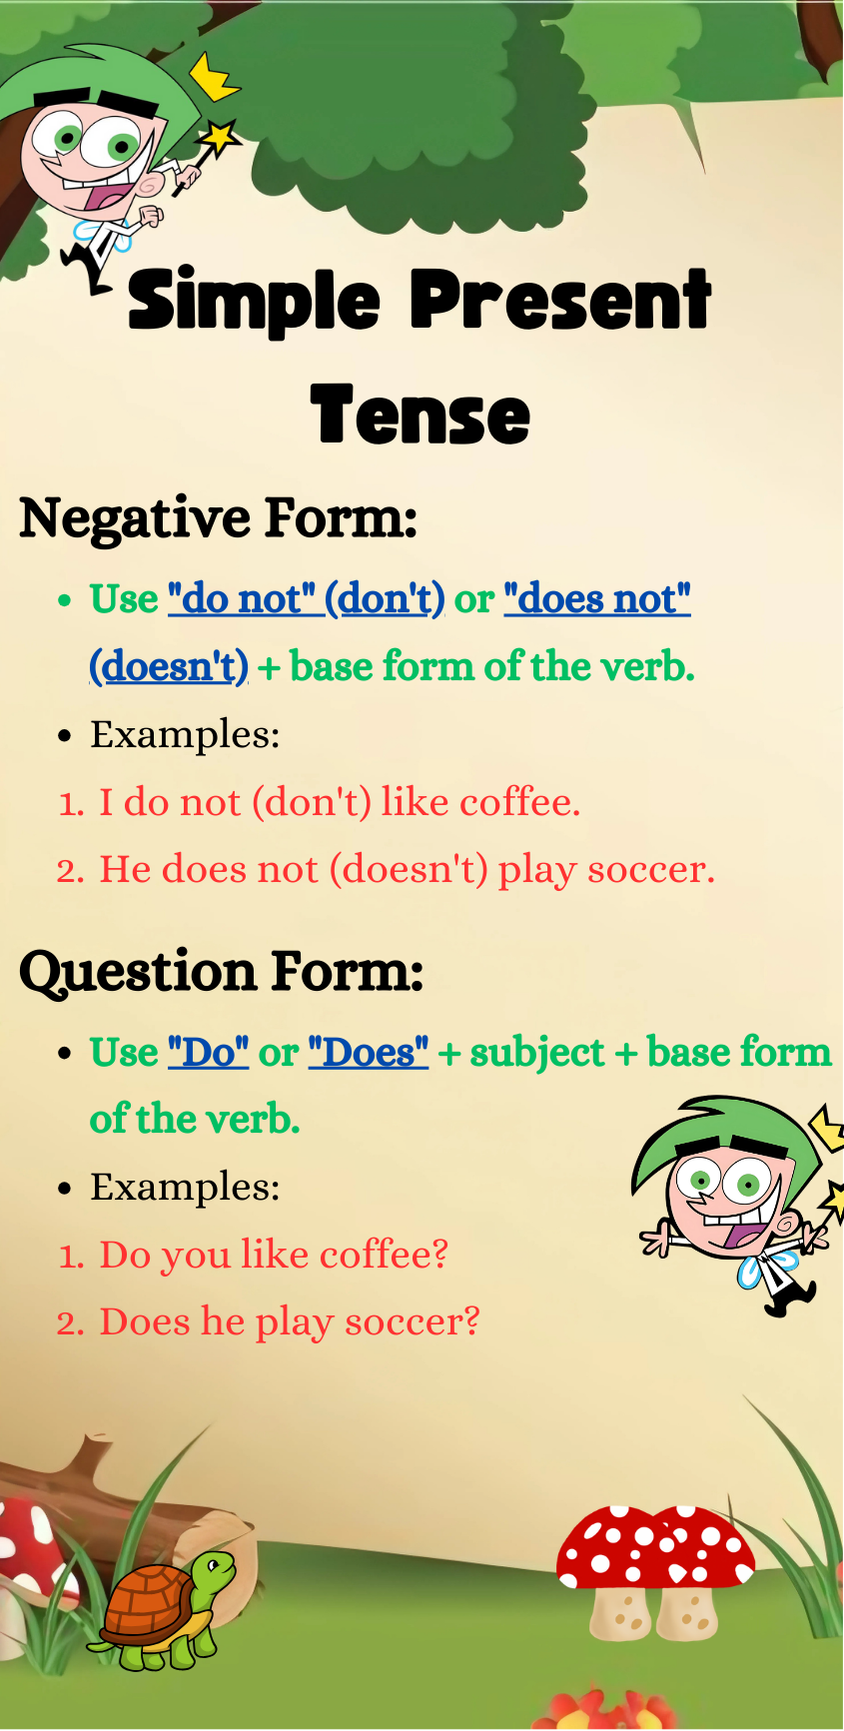 Simple Present
Tense
Negative Form:
• Use "do not" (don't) or "does not"
(doesn't) + base form of the verb.
• Examples:
1. I do not (don't) like coffee.
2. He does not (doesn't) play soccer.
Question Form:
• Use "Do" or "Does" + subject + base form
of the verb.
• Examples:
1. Do you like coffee?
2. Does he play soccer?